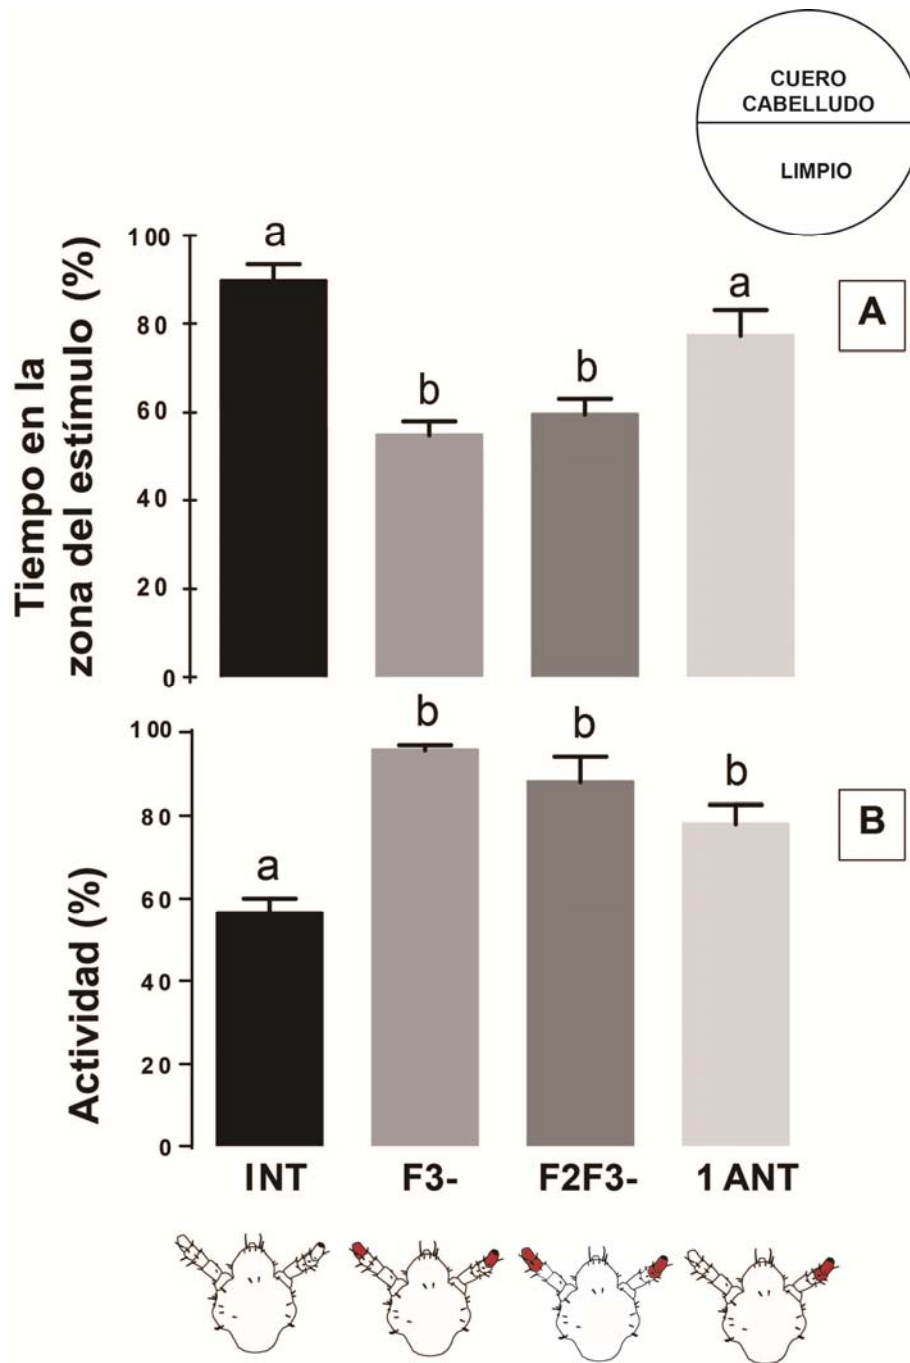 CUERO
CABELLUDO
LIMPIO
Tiempo en la
zona del estímulo (%)
100
80
60
40
20
0
a
b
b
a
A
Actividad (%)
100
80
60
40
20
0
a
b
b
b
B
INT F3- F2F3- 1 ANT